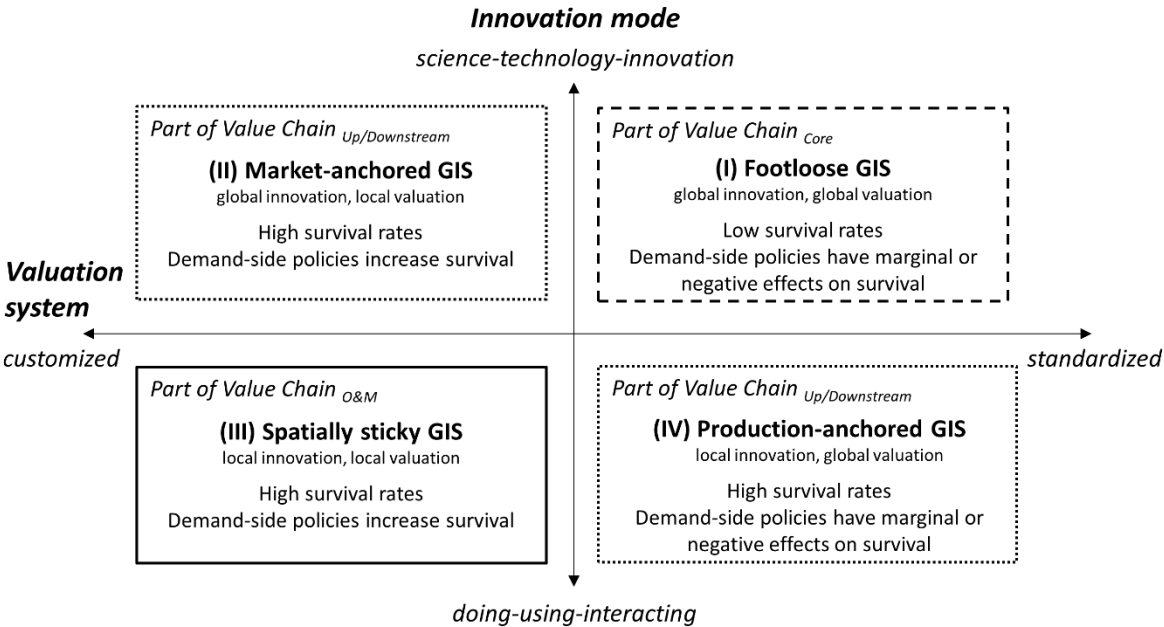 Innovation mode
science-technology-innovation
Part of Value Chain Up/Downstream
(II) Market-anchored GIS
global innovation, local valuation
High survival rates
Demand-side policies increase survival
Part of Value Chain Core
(I) Footloose GIS
global innovation, global valuation
Low survival rates
Demand-side policies have marginal or
negative effects on survival
Valuation
system
customized
standardized
Part of Value Chain O&M
(III) Spatially sticky GIS
local innovation, local valuation
High survival rates
Demand-side policies increase survival
Part of Value Chain Up/Downstream
(IV) Production-anchored GIS
local innovation, global valuation
High survival rates
Demand-side policies have marginal or
negative effects on survival
doing-using-interacting